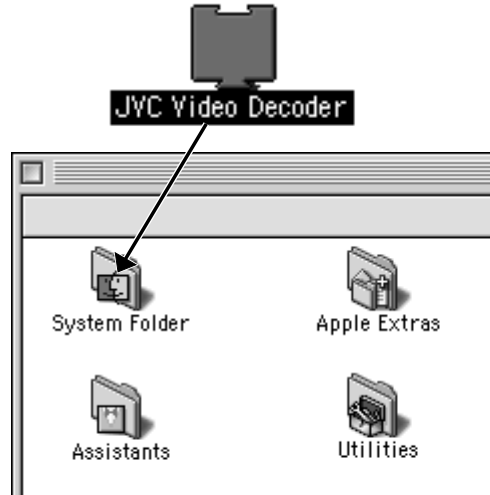 JVC Video Decoder
System Folder
Apple Extras
Assistants
Utilities